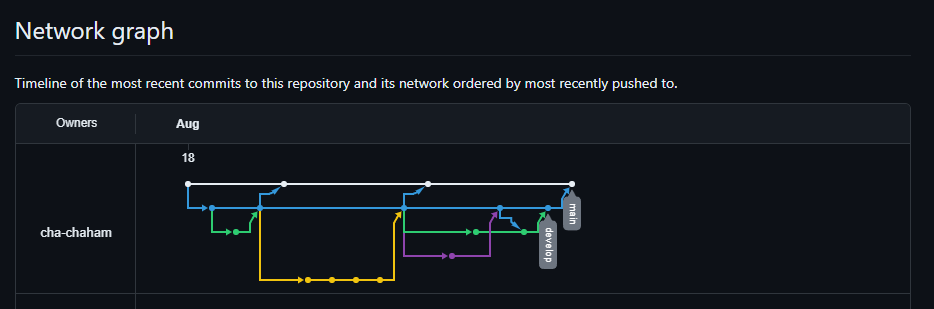 Network graph
Timeline of the most recent commits to this repository and its network ordered by most recently pushed to.
Owners
Aug
18
cha-chaham
main
develop